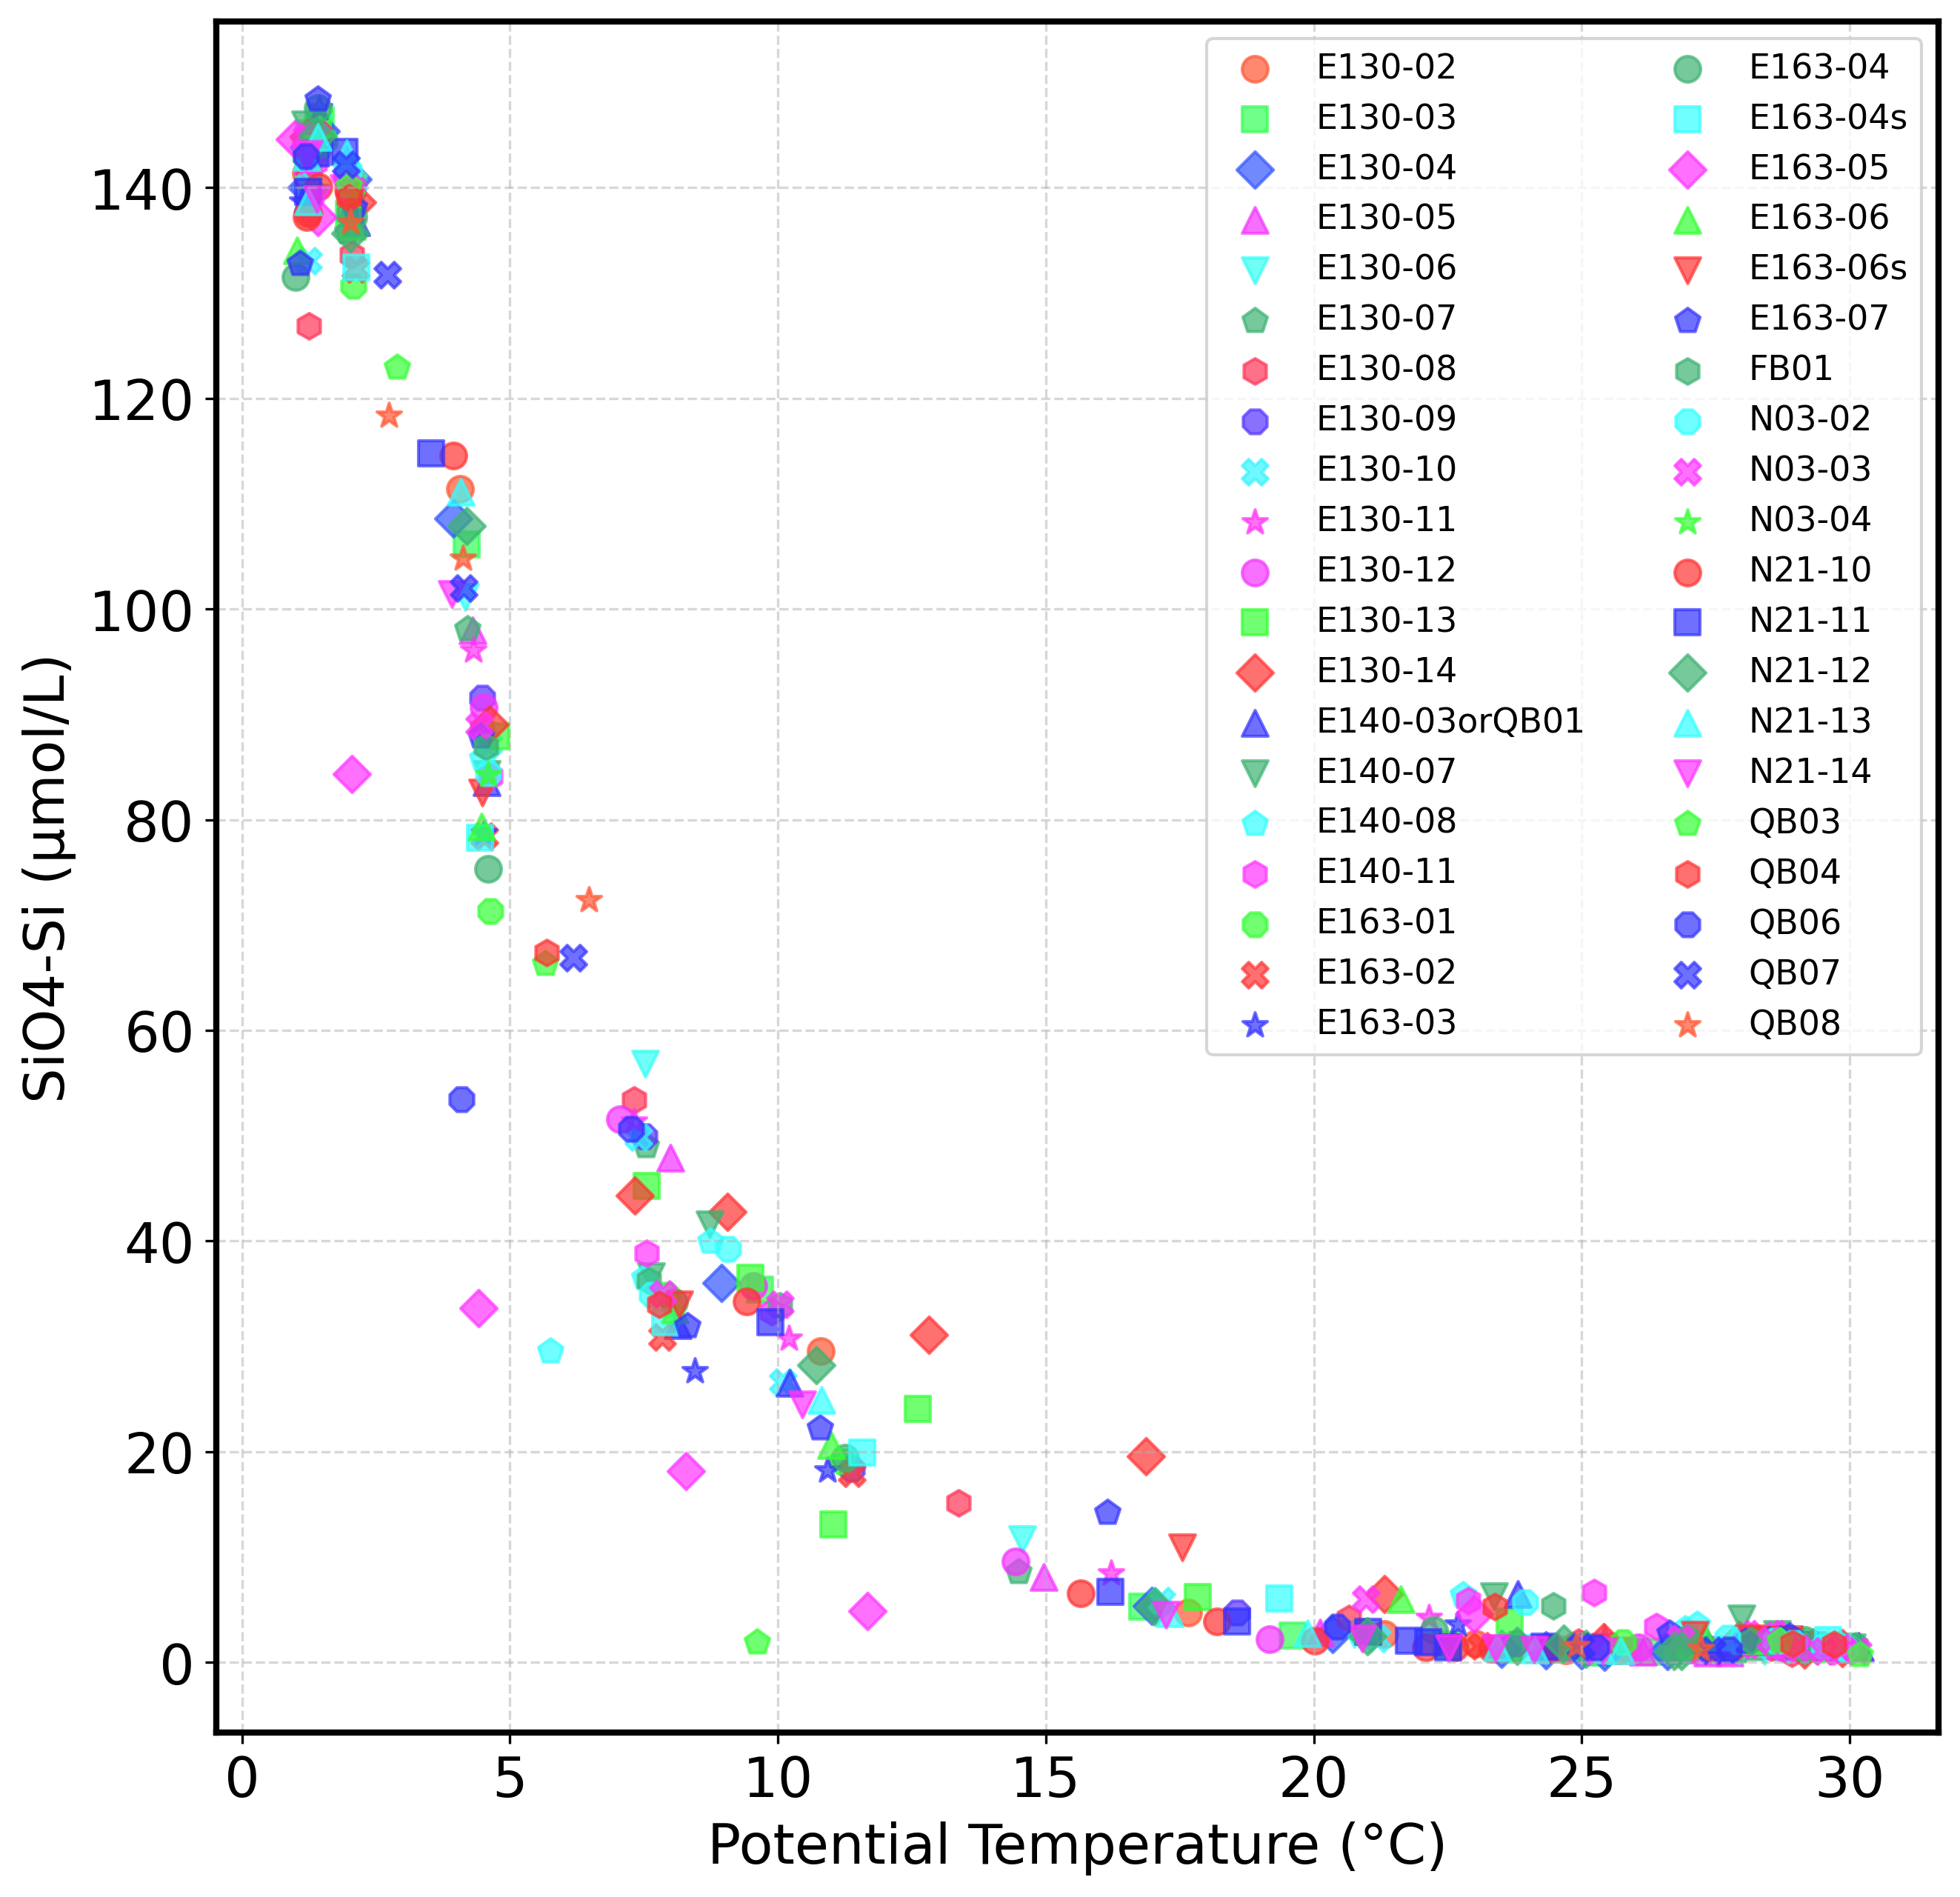 E130-02
E130-03
E130-04
E130-05
E130-06
E130-07
E130-08
E130-09
E130-10
E130-11
E130-12
E130-13
E130-14
E140-03orQB01
E140-07
E140-08
E140-11
E163-01
E163-02
E163-03
E163-04
E163-04s
E163-05
E163-06
E163-06s
E163-07
FB01
N03-02
N03-03
N03-04
N21-10
N21-11
N21-12
N21-13
N21-14
QB03
QB04
QB06
QB07
QB08
SiO4-Si (μmol/L)
140
120
100
80
60
40
20
0
0 5 10 15 20 25 30
Potential Temperature (°C)